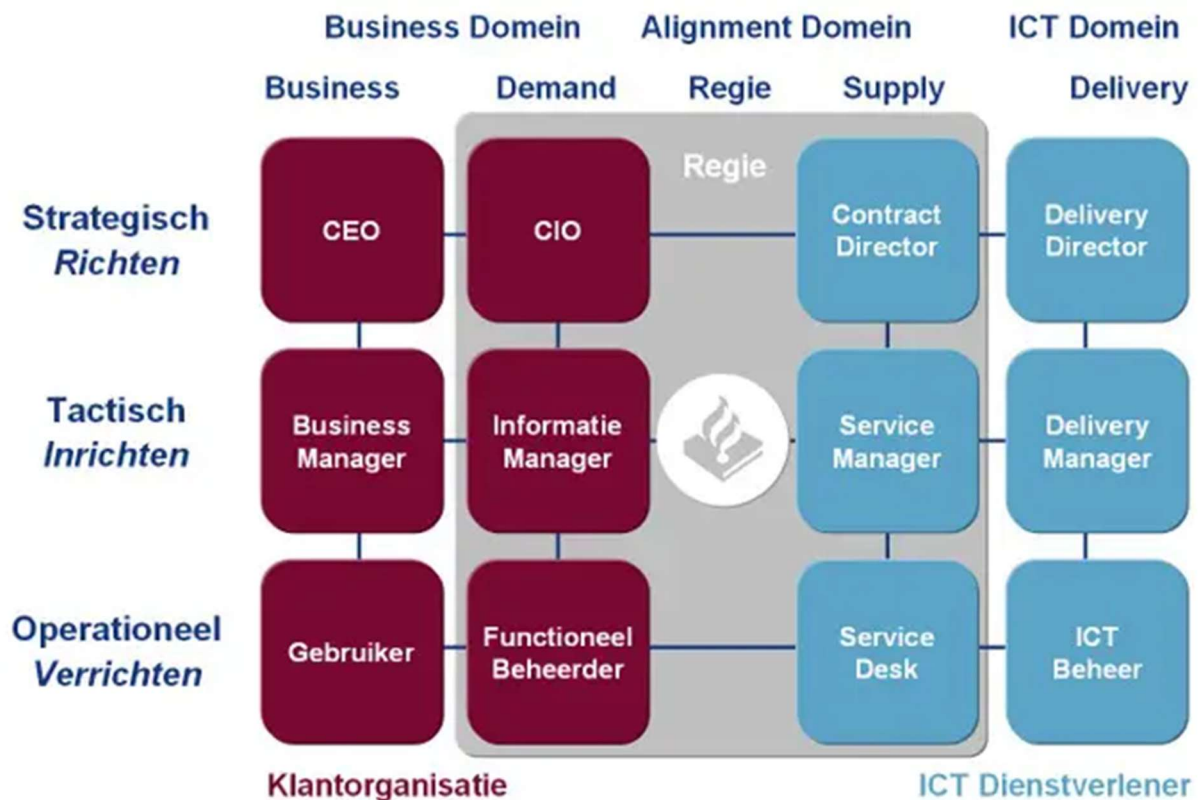 Business Domein Alignment Domein ICT Domein
Business Demand Regie Supply Delivery
Regie
Strategisch
Richten
CEO
CIO
Contract
Director
Delivery
Director
Tactisch
Inrichten
Business
Manager
Informatie
Manager
Service
Manager
Delivery
Manager
Operationeel
Verrichten
Gebruiker
Functioneel
Beheerder
Service
Desk
ICT
Beheer
Klantorganisatie
ICT Dienstverlener